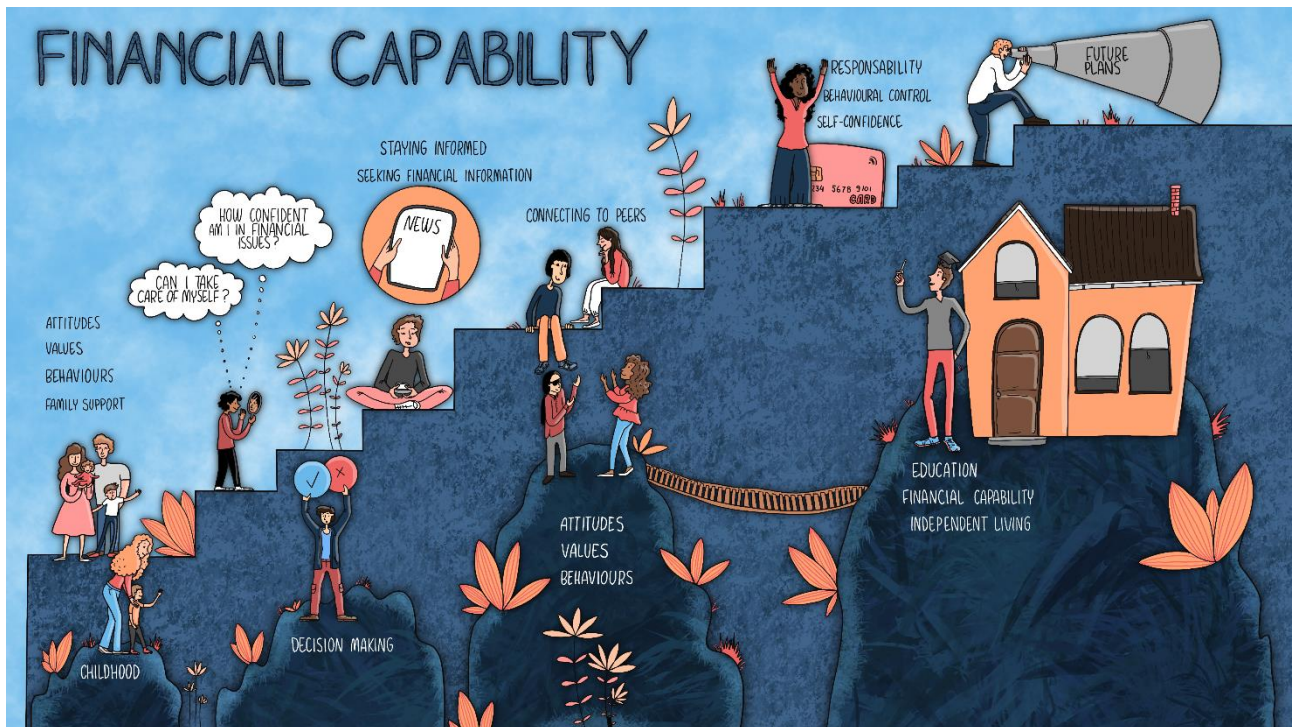 FINANCIAL CAPABILITY
ATTITUDES
VALUES
BEHAVIOURS
FAMILY SUPPORT
CAN I TAKE
CARE OF MYSELF?
HOW CONFIDENT
AM I IN FINANCIAL
ISSUES?
STAYING INFORMED
SEEKING FINANCIAL INFORMATION
NEWS
CONNECTING TO PEERS
RESPONSABILITY
BEHAVIOURAL CONTROL
SELF-CONFIDENCE
234 5678 9101
CARD
FUTURE
PLANS
CHILDHOOD
DECISION MAKING
ATTITUDES
VALUES
BEHAVIOURS
EDUCATION
FINANCIAL CAPABILITY
INDEPENDENT LIVING